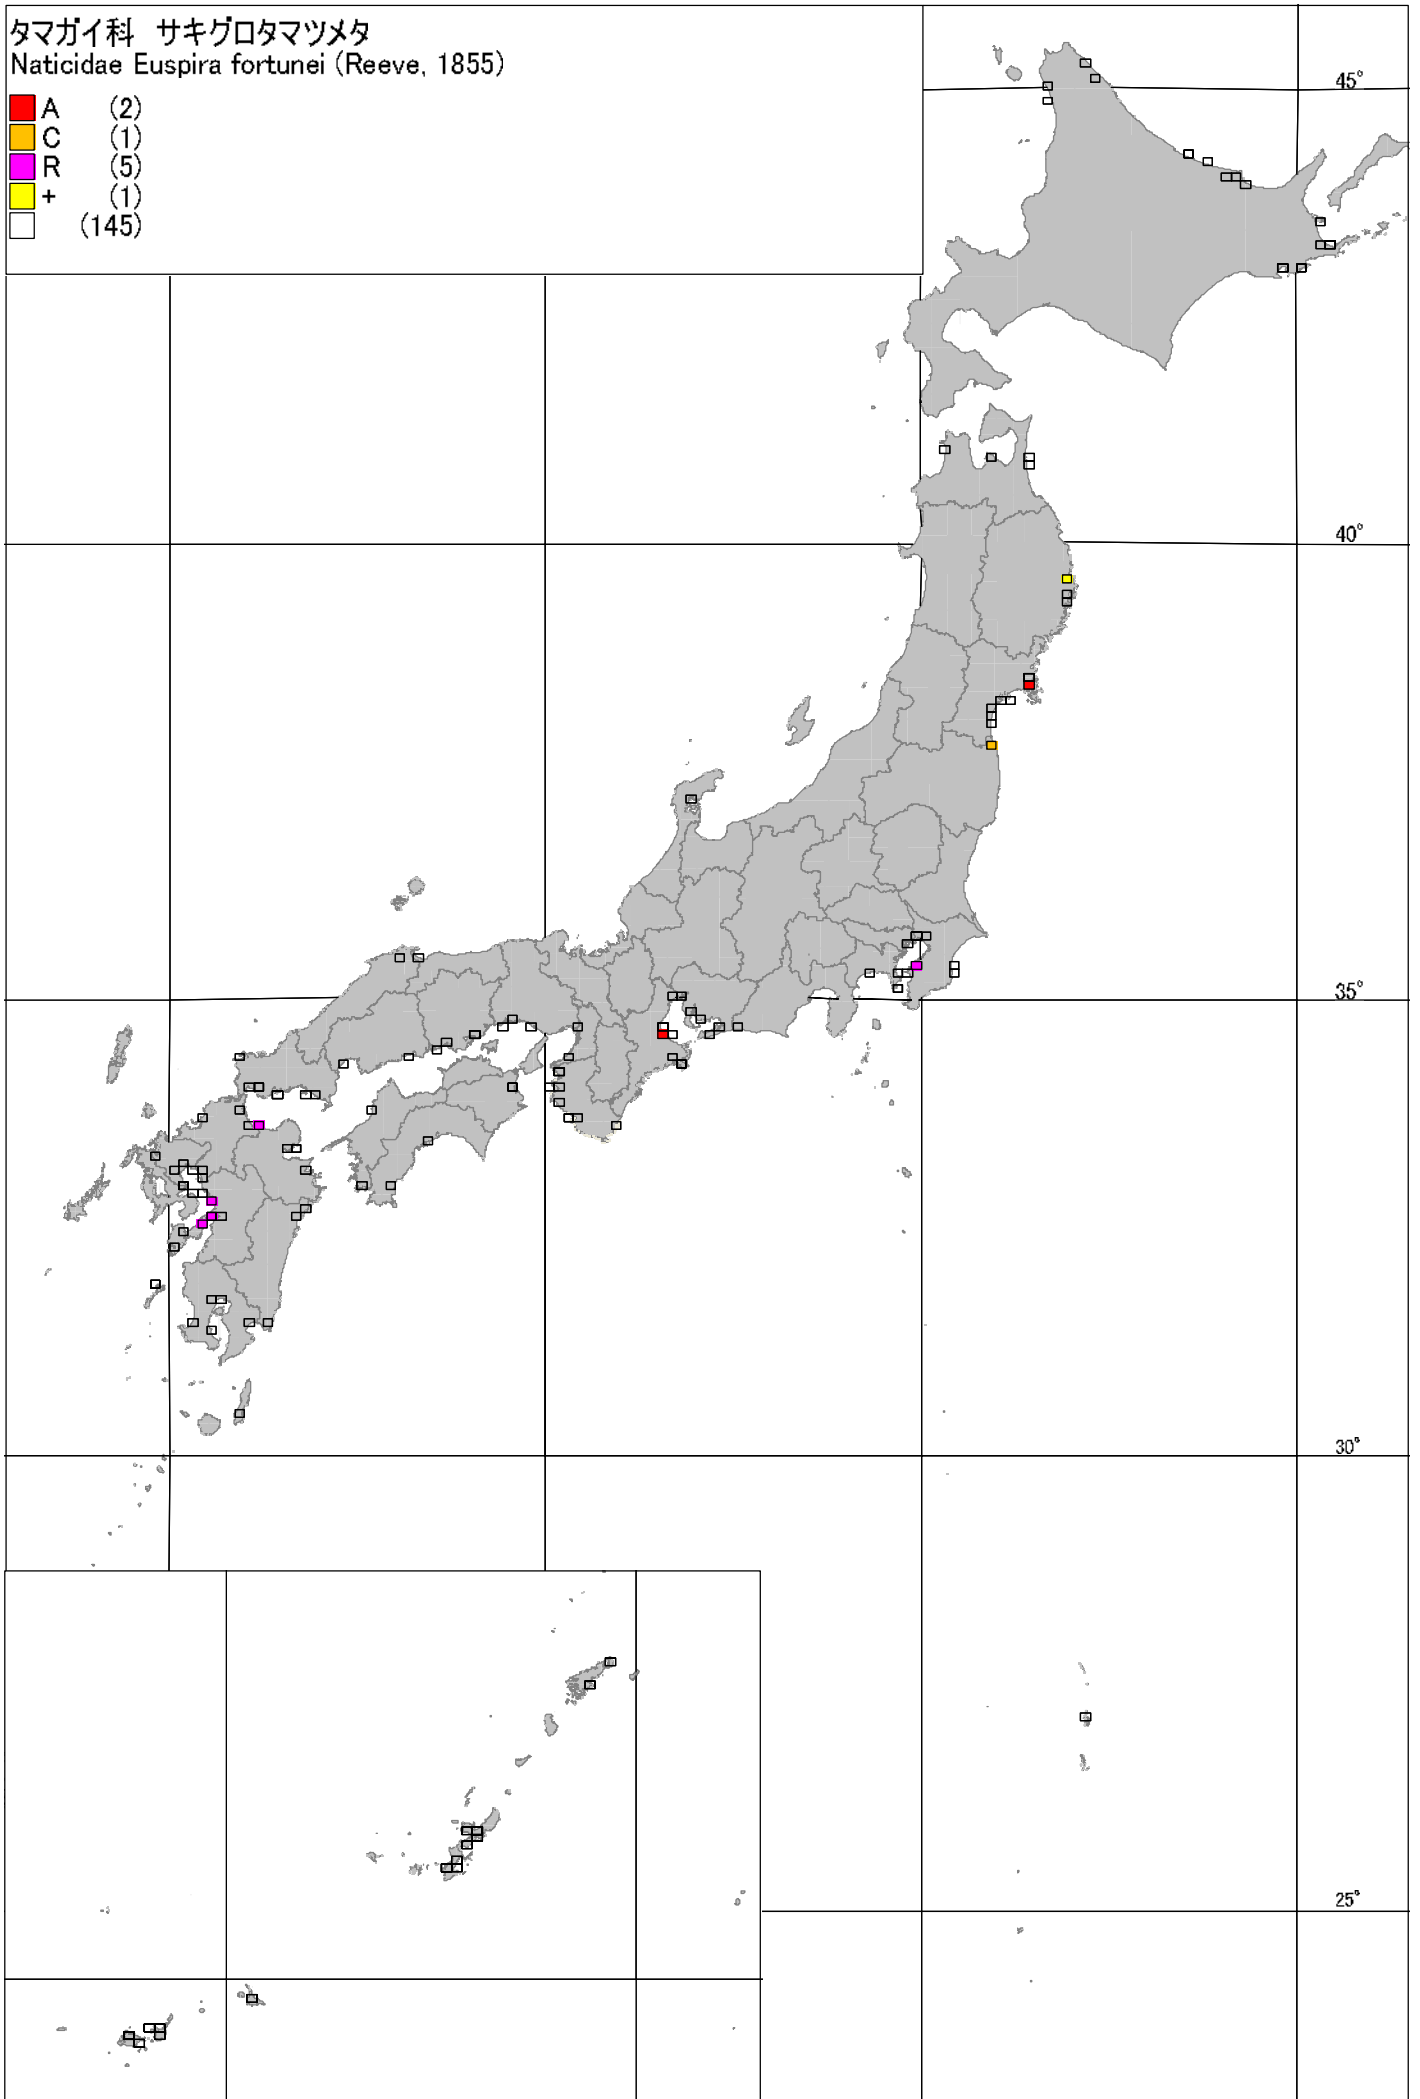 タマガイ科　サキグロタマツメタ
Naticidae Euspira fortunei (Reeve, 1855)
A (2)
C (1)
R (5)
+ (1)
(145)
45°
40°
35°
30°
25°